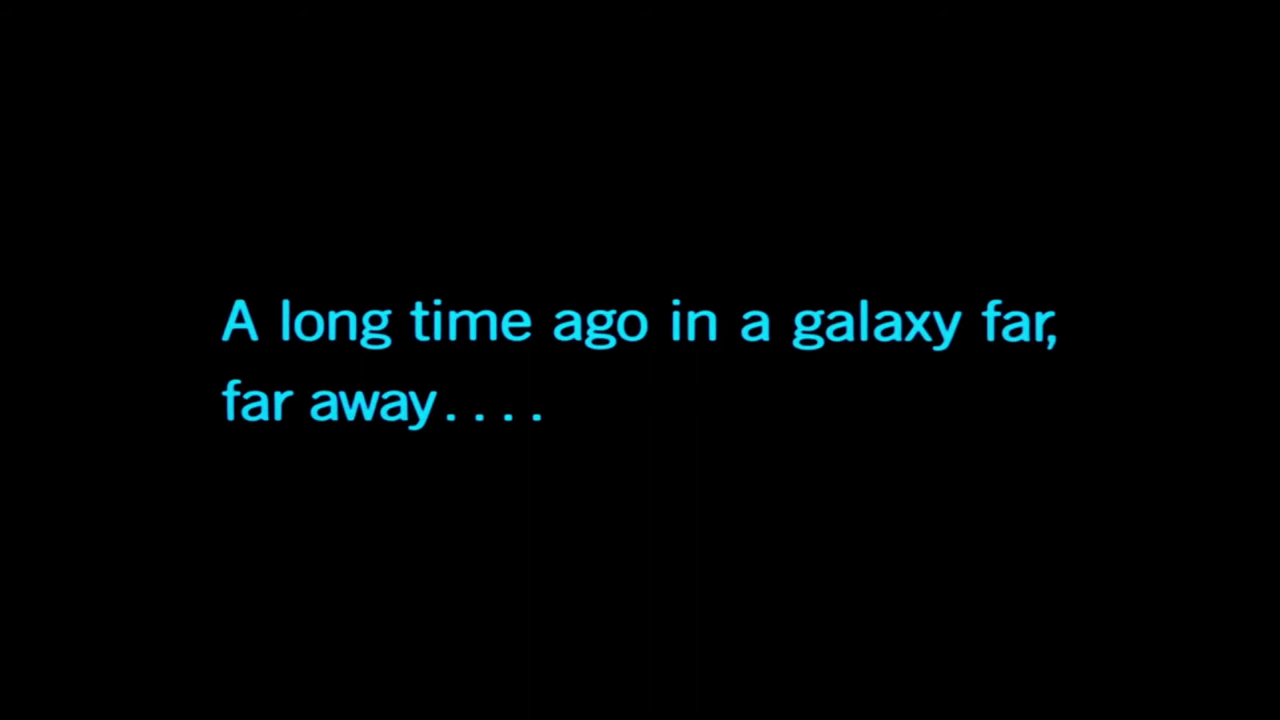 A long time ago in a galaxy far,
far away. . . .